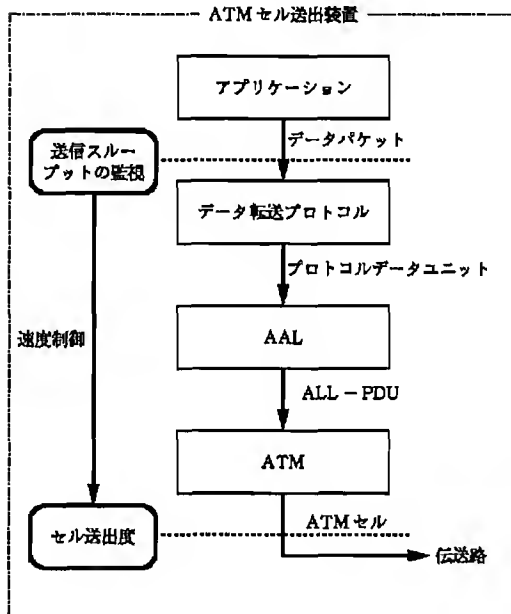 ATMセル送出装置
アプリケーション
データパケット
送信スルー
プットの監視
データ転送プロトコル
プロトコルデータユニット
速度制御
AAL
ALL－PDU
ATM
ATMセル
セル送出度
伝送路